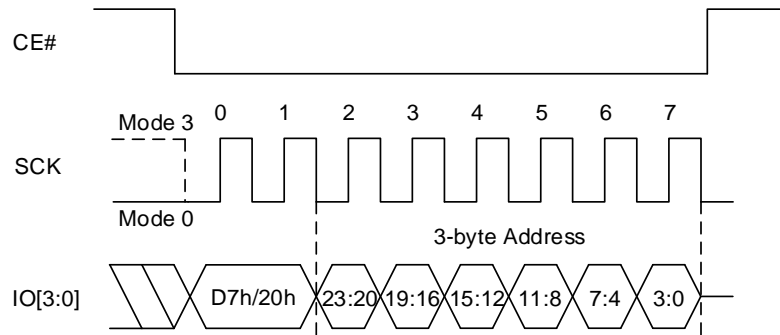 CE#
0 1 2 3 4 5 6 7
Mode 3
SCK
Mode 0
3-byte Address
IO[3:0]
D7h/20h 23:20 19:16 15:12 11:8 7:4 3:0